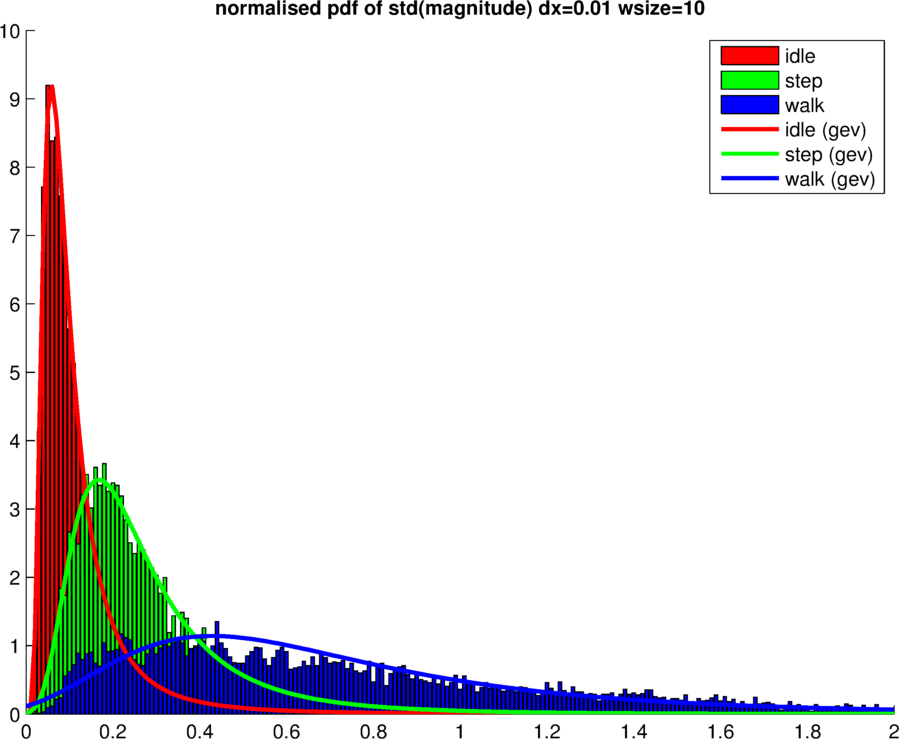 normalised pdf of std(magnitude) dx=0.01 wsize=10
10
9
8
7
6
5
4
3
2
1
0
idle
step
walk
idle (gev)
step (gev)
walk (gev)
0 0.2 0.4 0.6 0.8 1 1.2 1.4 1.6 1.8 2